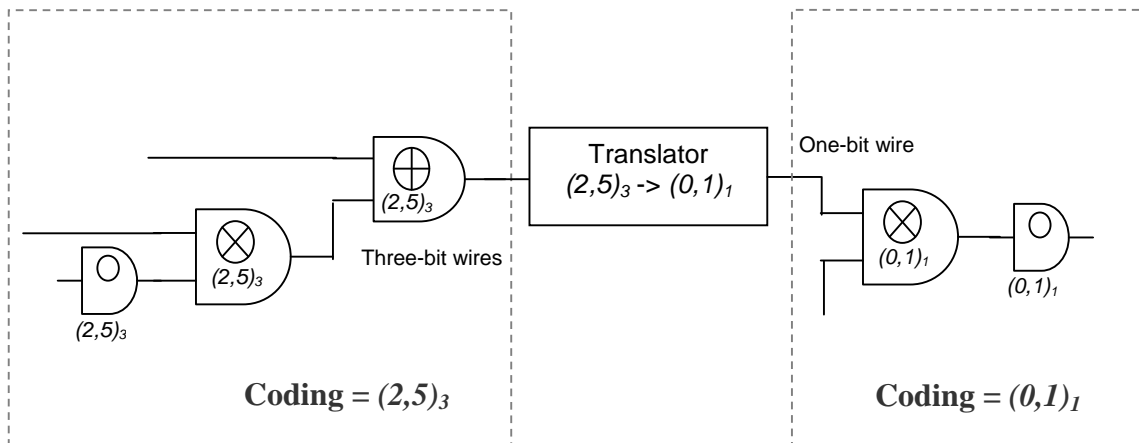 One-bit wire
Translator
(2,5)₃ -> (0,1)₁
(2,5)₃
Three-bit wires
(2,5)₃
(0,1)₁
(2,5)₃
(0,1)₁
Coding = (2,5)₃
Coding = (0,1)₁